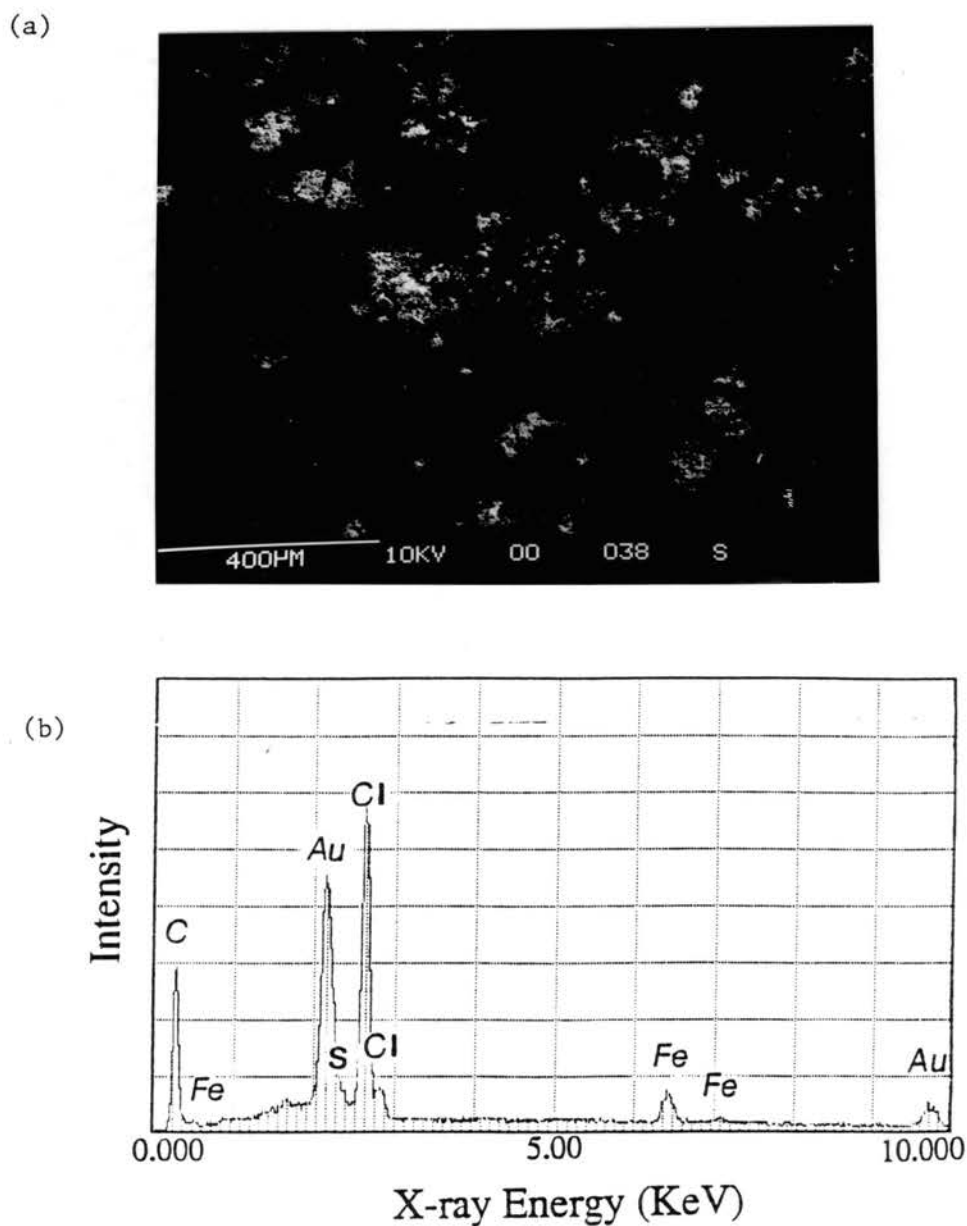 (a)
400µM 10KV 00 038 S
(b)
Intensity
C
Fe
Au
S
Cl
Cl
Fe
Fe
Au
0.000 5.00 10.000
X-ray Energy (KeV)